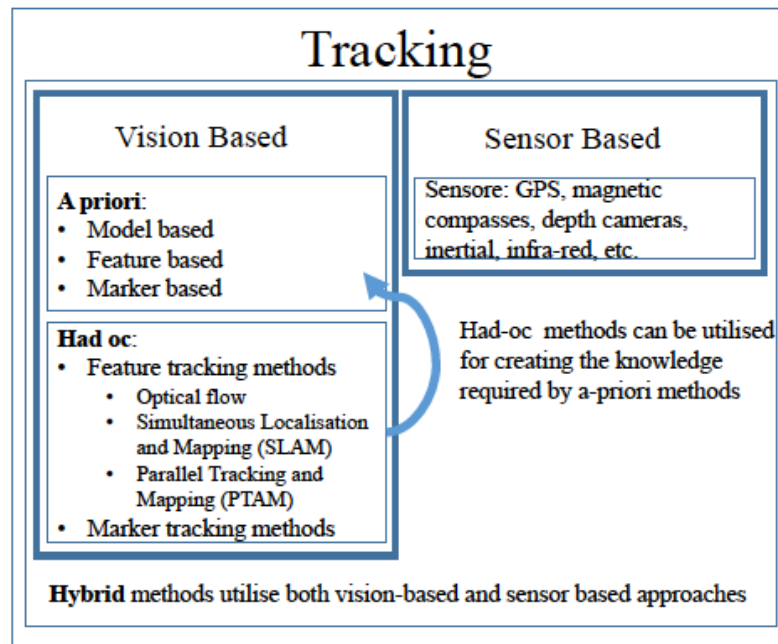 Tracking
Vision Based
A priori:
• Model based
• Feature based
• Marker based
Had oc:
• Feature tracking methods
• Optical flow
• Simultaneous Localisation
and Mapping (SLAM)
• Parallel Tracking and
Mapping (PTAM)
• Marker tracking methods
Sensor Based
Sensore: GPS, magnetic
compasses, depth cameras,
inertial, infra-red, etc.
Had-oc methods can be utilised
for creating the knowledge
required by a-priori methods
Hybrid methods utilise both vision-based and sensor based approaches